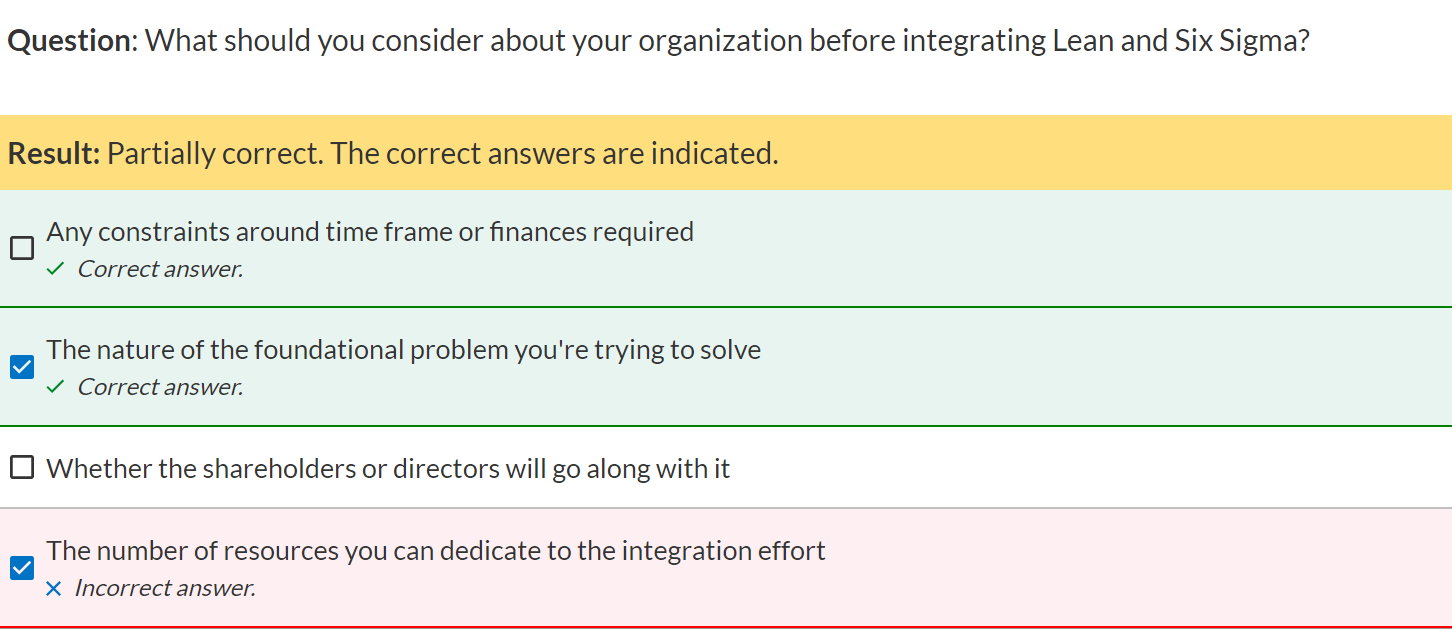 Question: What should you consider about your organization before integrating Lean and Six Sigma?
Result: Partially correct. The correct answers are indicated.
Any constraints around time frame or finances required
Correct answer.
The nature of the foundational problem you're trying to solve
Correct answer.
Whether the shareholders or directors will go along with it
The number of resources you can dedicate to the integration effort
Incorrect answer.